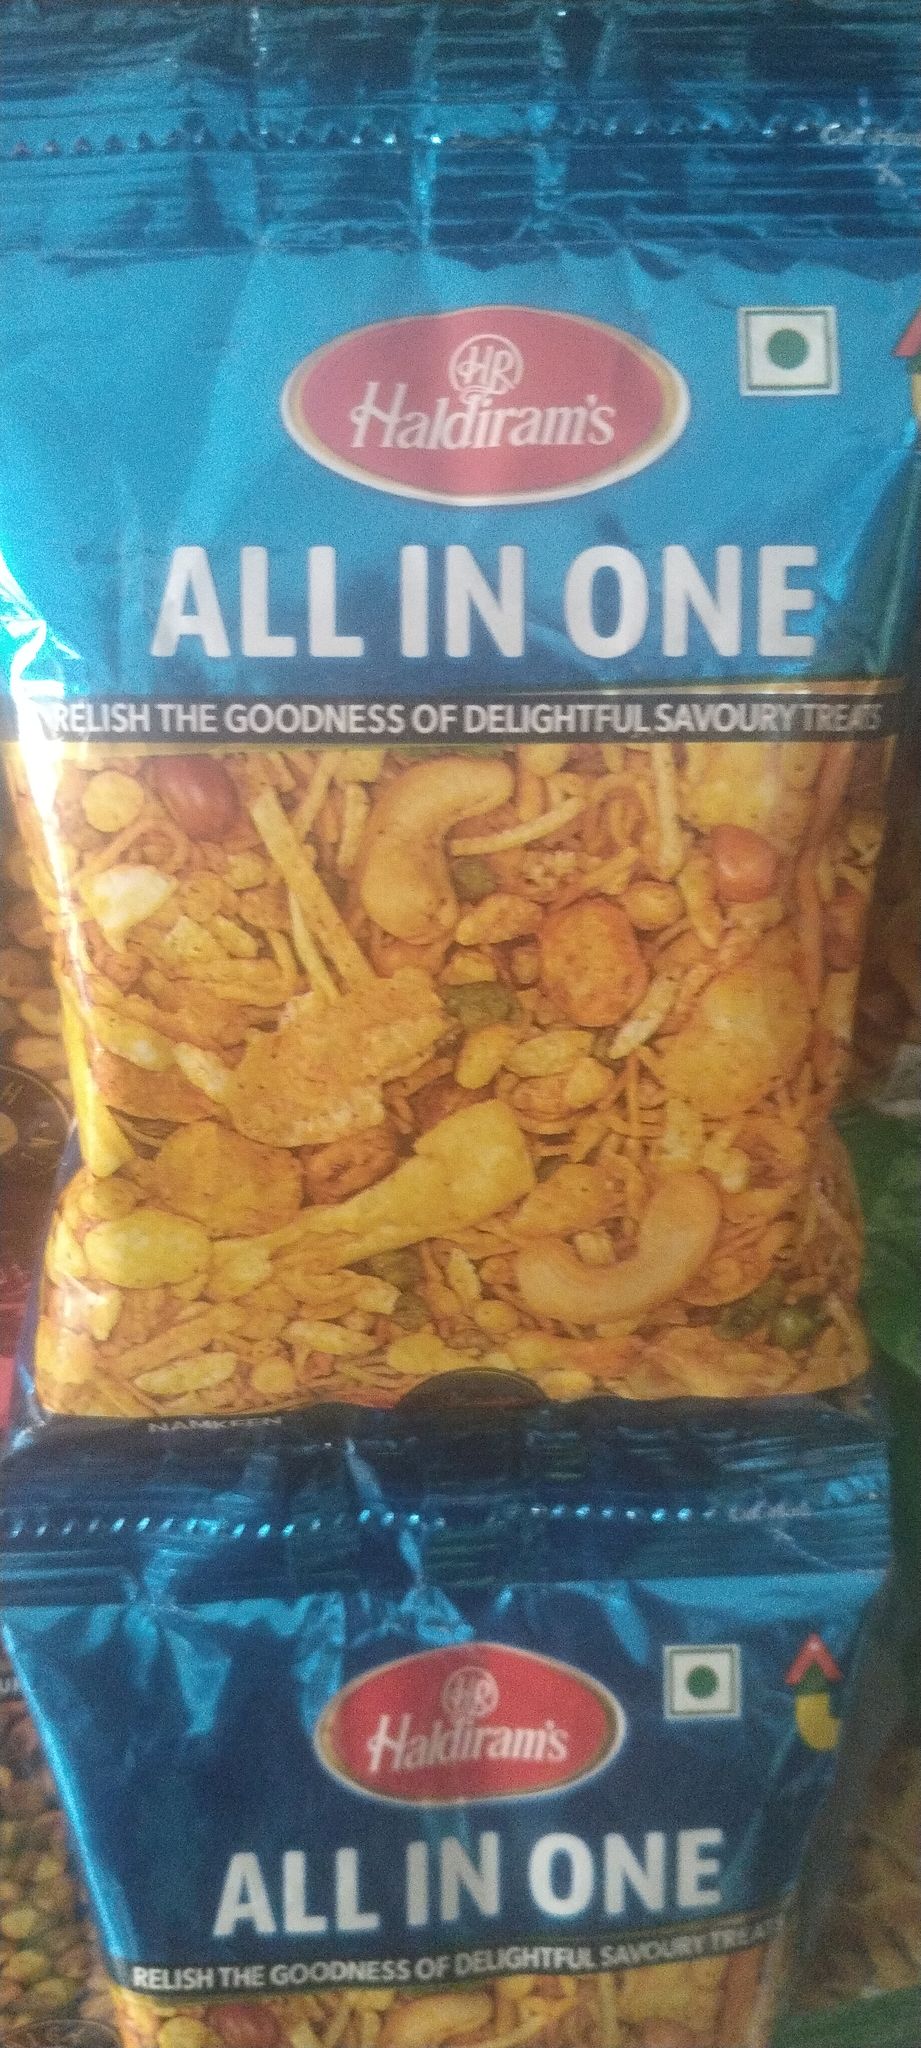 HR
Haldiram's
ALL IN ONE
RELISH THE GOODNESS OF DELIGHTFUL SAVOURY TREATS
NAMKEEN
HR
Haldiram's
ALL IN ONE
RELISH THE GOODNESS OF DELIGHTFUL SAVOURY TREATS